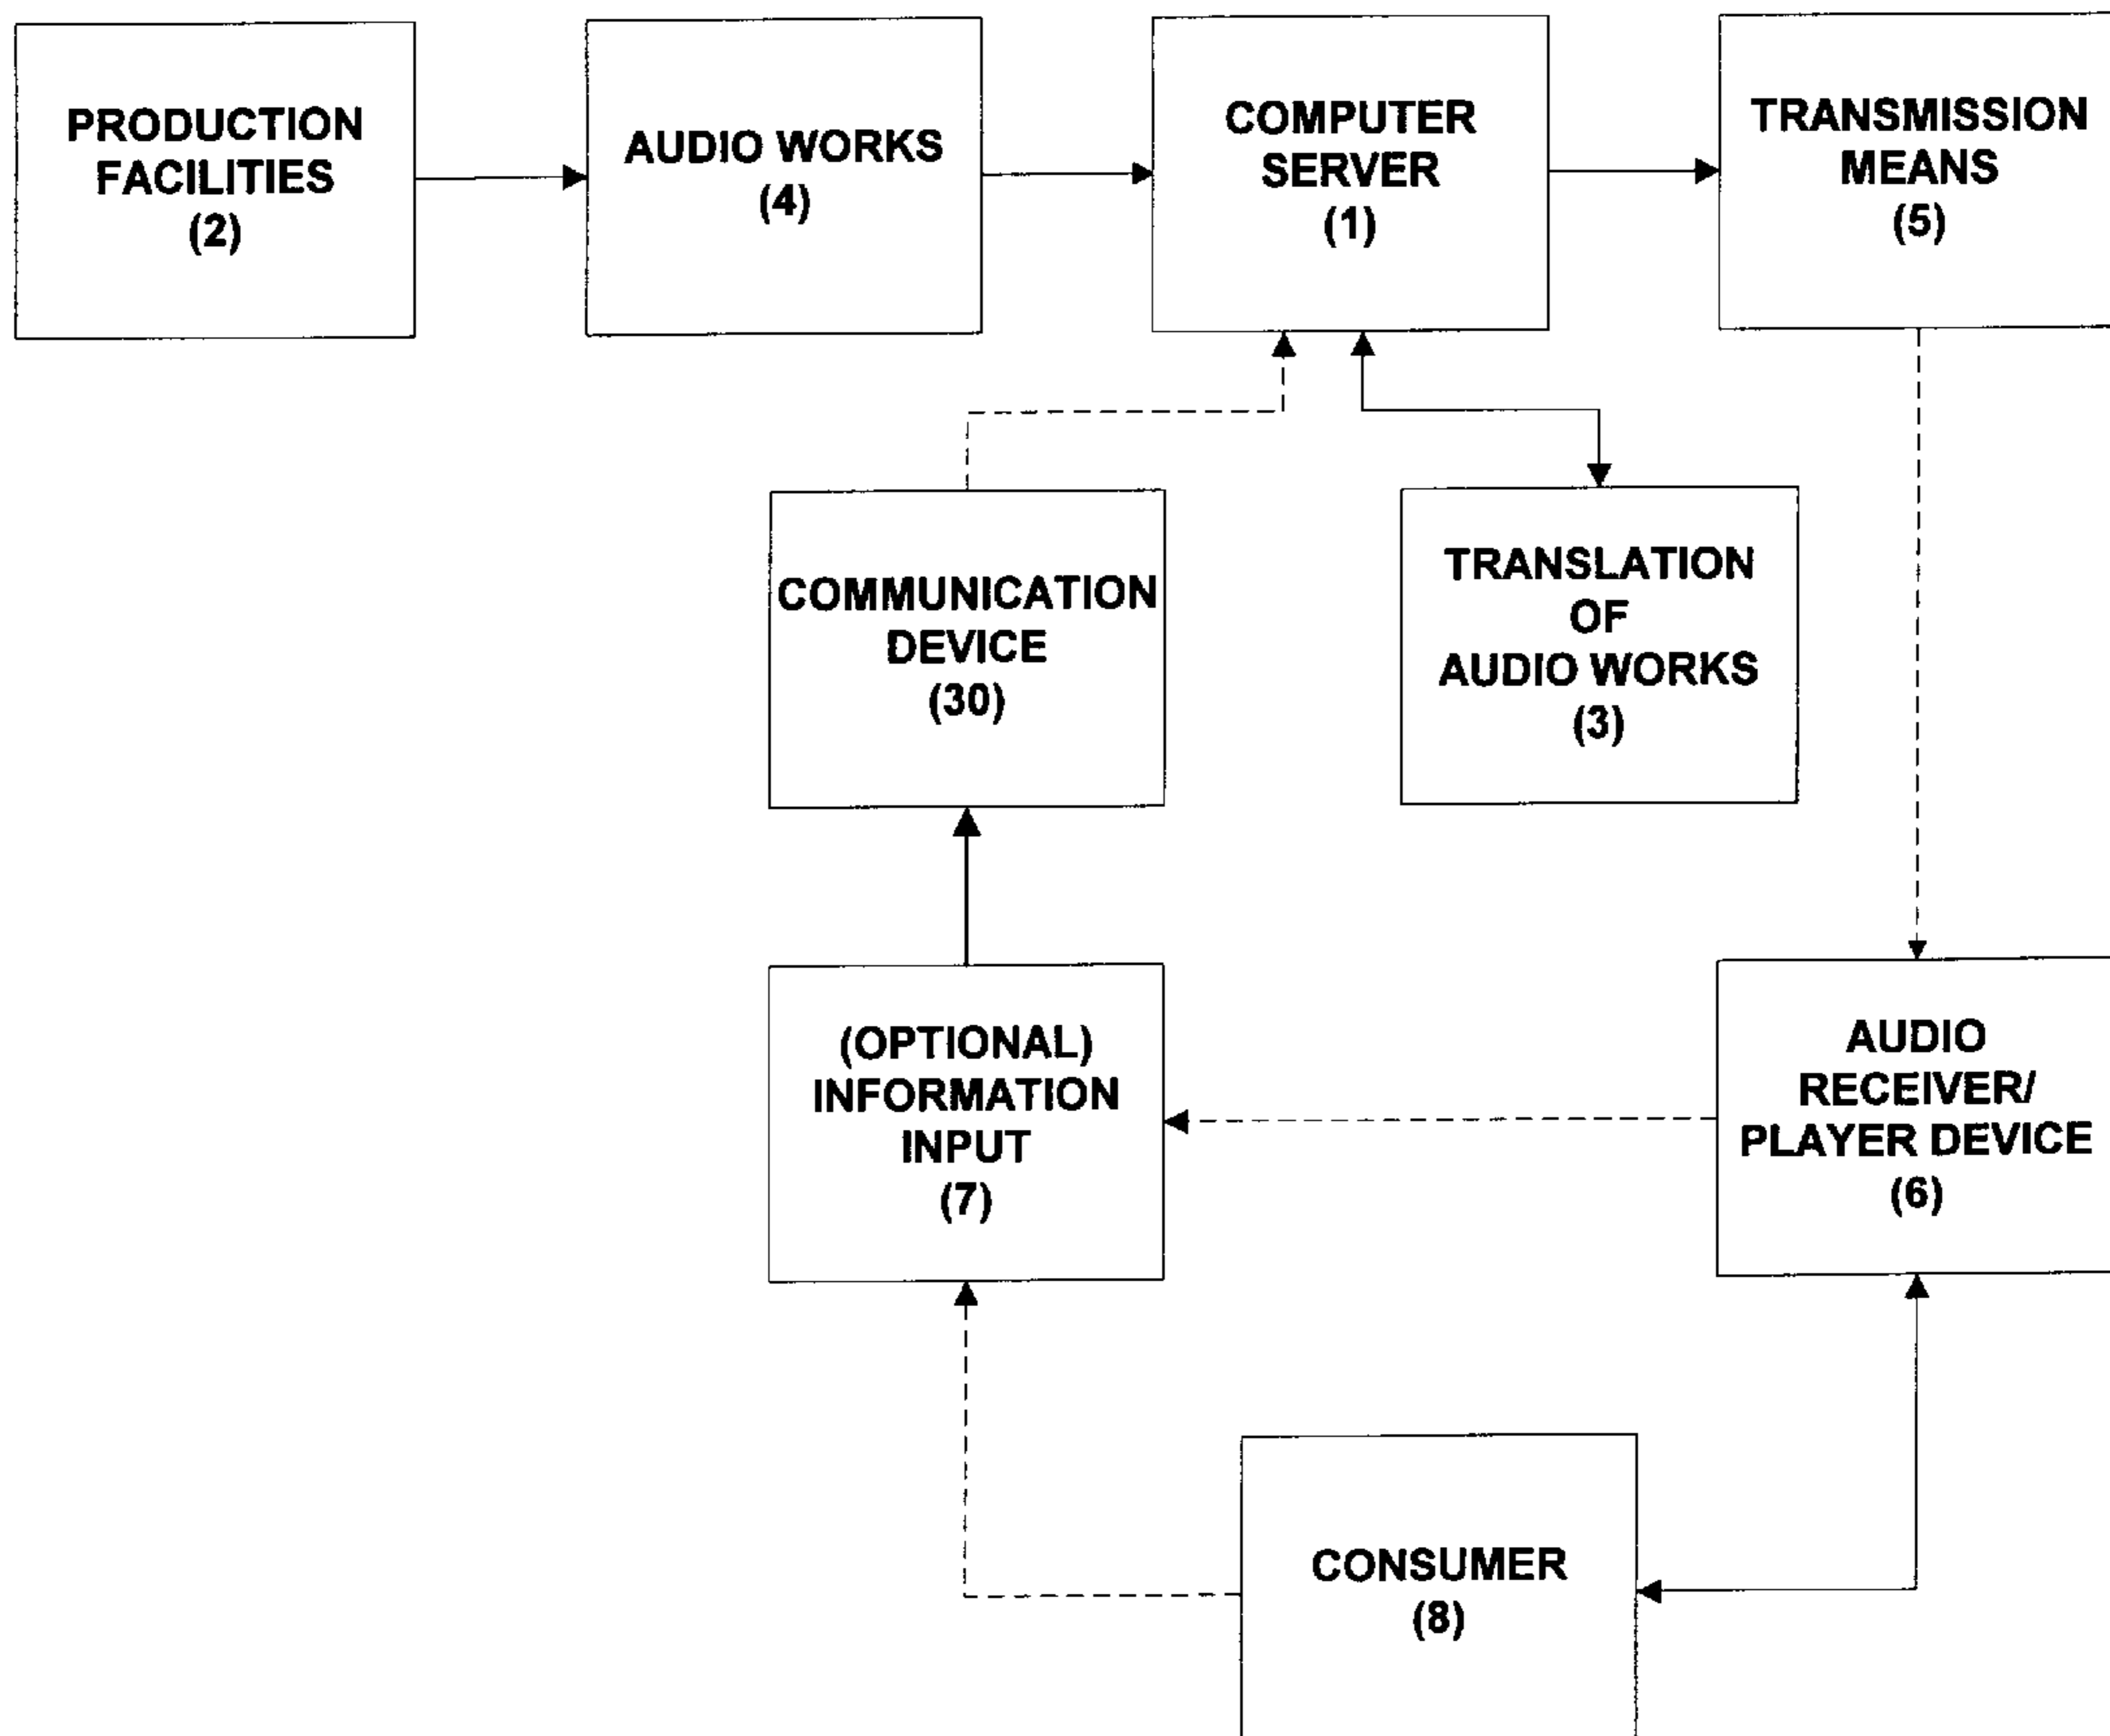 PRODUCTION
FACILITIES
(2)
AUDIO WORKS
(4)
COMPUTER
SERVER
(1)
TRANSMISSION
MEANS
(5)
COMMUNICATION
DEVICE
(30)
TRANSLATION
OF
AUDIO WORKS
(3)
(OPTIONAL)
INFORMATION
INPUT
(7)
AUDIO
RECEIVER/
PLAYER DEVICE
(6)
CONSUMER
(8)